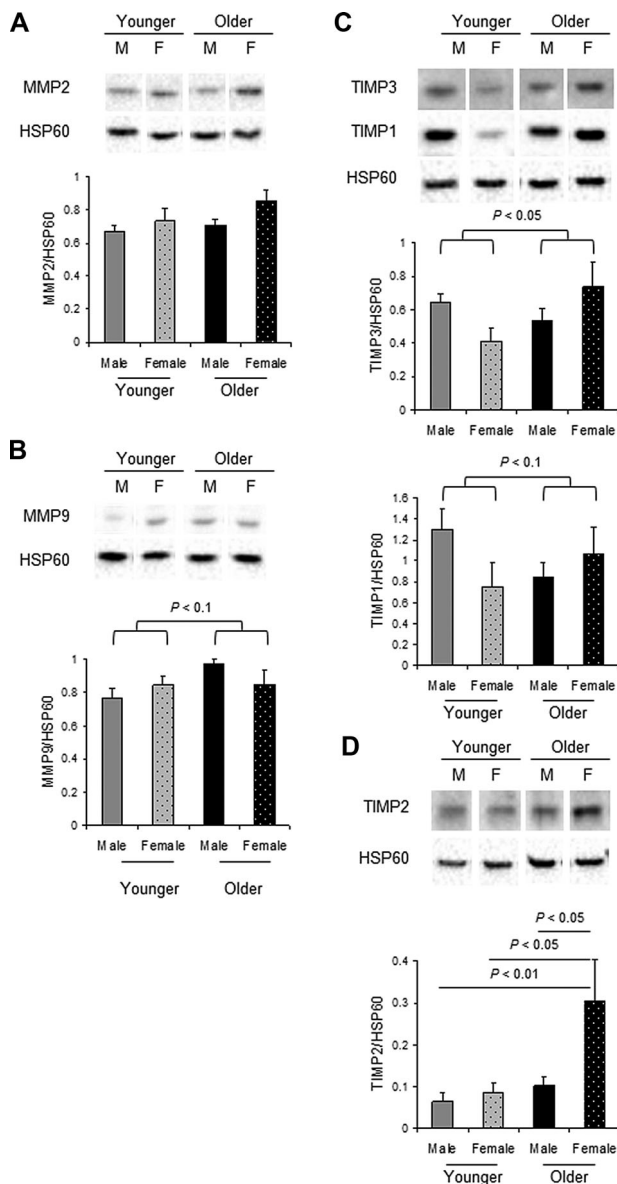 A
Younger Older
M F M F
MMP2
HSP60
MMP2/HSP60
1
0.8
0.6
0.4
0.2
0
Male Female Male Female
Younger Older
B
Younger Older
M F M F
MMP9
HSP60
P < 0.1
MMP9/HSP60
1
0.8
0.6
0.4
0.2
0
Male Female Male Female
Younger Older
C
Younger Older
M F M F
TIMP3
TIMP1
HSP60
P < 0.05
TIMP3/HSP60
1
0.8
0.6
0.4
0.2
0
Male Female Male Female
P < 0.1
TIMP1/HSP60
1.6
1.4
1.2
1
0.8
0.6
0.4
0.2
0
Male Female Male Female
Younger Older
D
Younger Older
M F M F
TIMP2
HSP60
P < 0.05
P < 0.05
P < 0.01
TIMP2/HSP60
0.4
0.3
0.2
0.1
0
Male Female Male Female
Younger Older